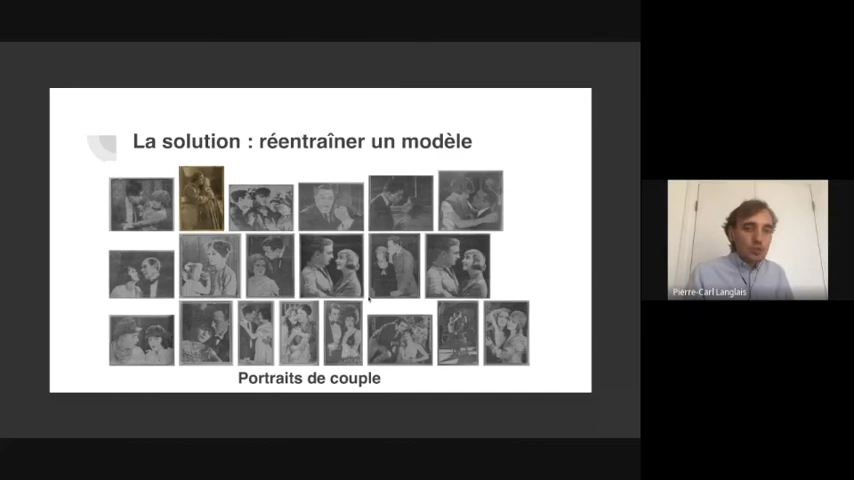 La solution : réentraîner un modèle
Portraits de couple
Pierre-Carl Langlais